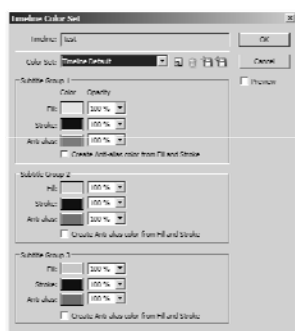 Timeline Color Set
Timeline: Test OK
Color Set: Timeline Default Cancel
Preview
Subtitle Group 1
Color Opacity
Fill: 100 %
Stroke: 100 %
Anti-alias: 100 %
Create Anti-alias color from Fill and Stroke
Subtitle Group 2
Fill: 100 %
Stroke: 100 %
Anti-alias: 100 %
Create Anti-alias color from Fill and Stroke
Subtitle Group 3
Fill: 100 %
Stroke: 100 %
Anti-alias: 100 %
Create Anti-alias color from Fill and Stroke